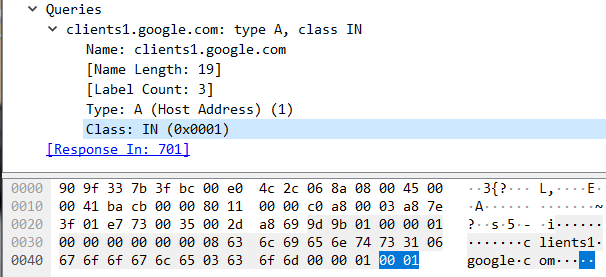 Queries
clients1.google.com: type A, class IN
Name: clients1.google.com
[Name Length: 19]
[Label Count: 3]
Type: A (Host Address) (1)
Class: IN (0x0001)
[Response In: 701]
0000 90 9f 33 7b 3f bc 00 e0 4c 2c 06 8a 08 00 45 00 ··3{?··· L,····E·
0010 00 41 ba cb 00 00 80 11 00 00 c0 a8 00 03 a8 7e ·A······ ·······~
0020 3f 01 e7 73 00 35 00 2d a8 69 9d 9b 01 00 00 01 ?··s·5·- ·i······
0030 00 00 00 00 00 00 08 63 6c 69 65 6e 74 73 31 06 ·······c lients1·
0040 67 6f 6f 67 6c 65 03 63 6f 6d 00 00 01 00 01 google·c om·····